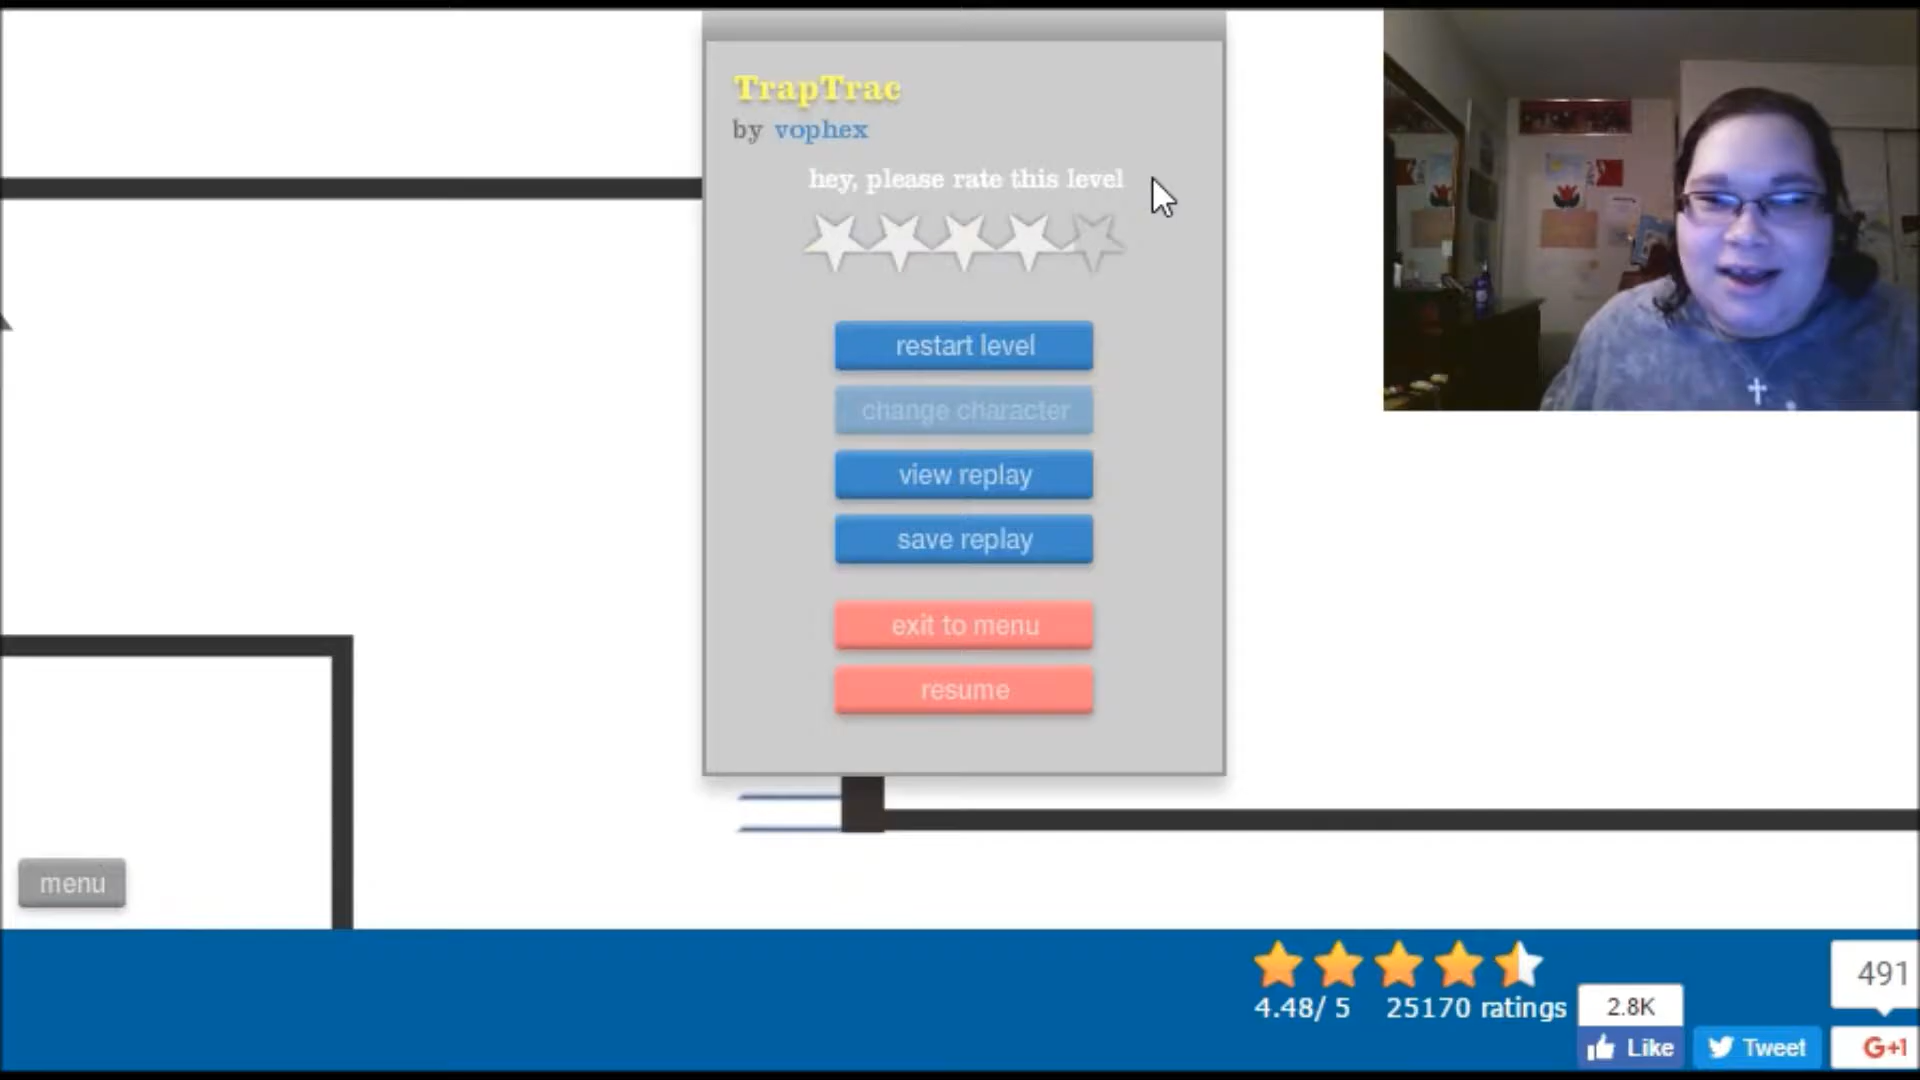 TrapTrac
by vophex
hey, please rate this level
restart level
change character
view replay
save replay
exit to menu
resume
menu
4.48/ 5 25170 ratings
2.8K
Like
Tweet
491
G+1